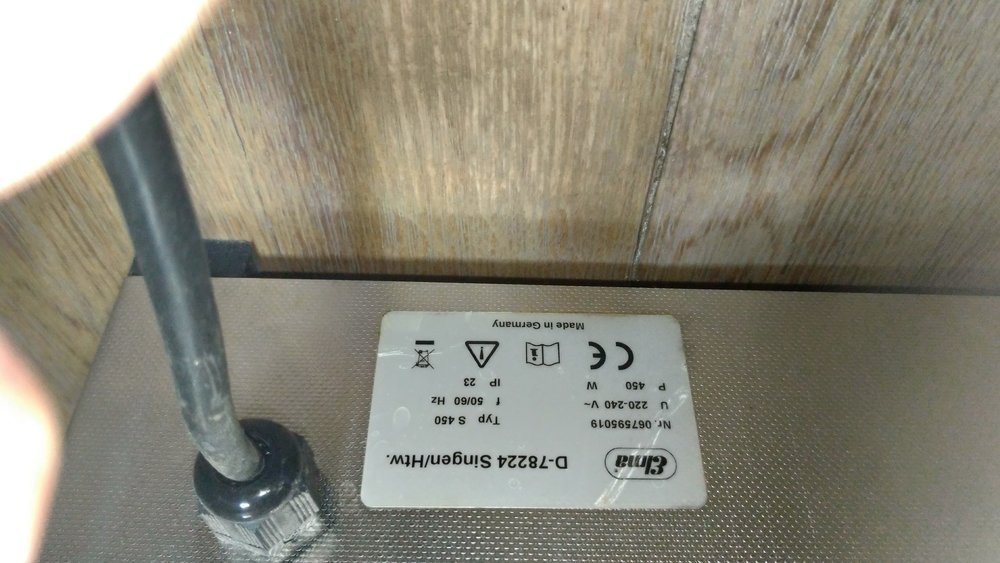 Elma D-78224 Singen/Htw.
Nr. 067595019 Typ S 450
U 220-240 V~ f 50/60 Hz
P 450 W IP 23
CE
Made in Germany